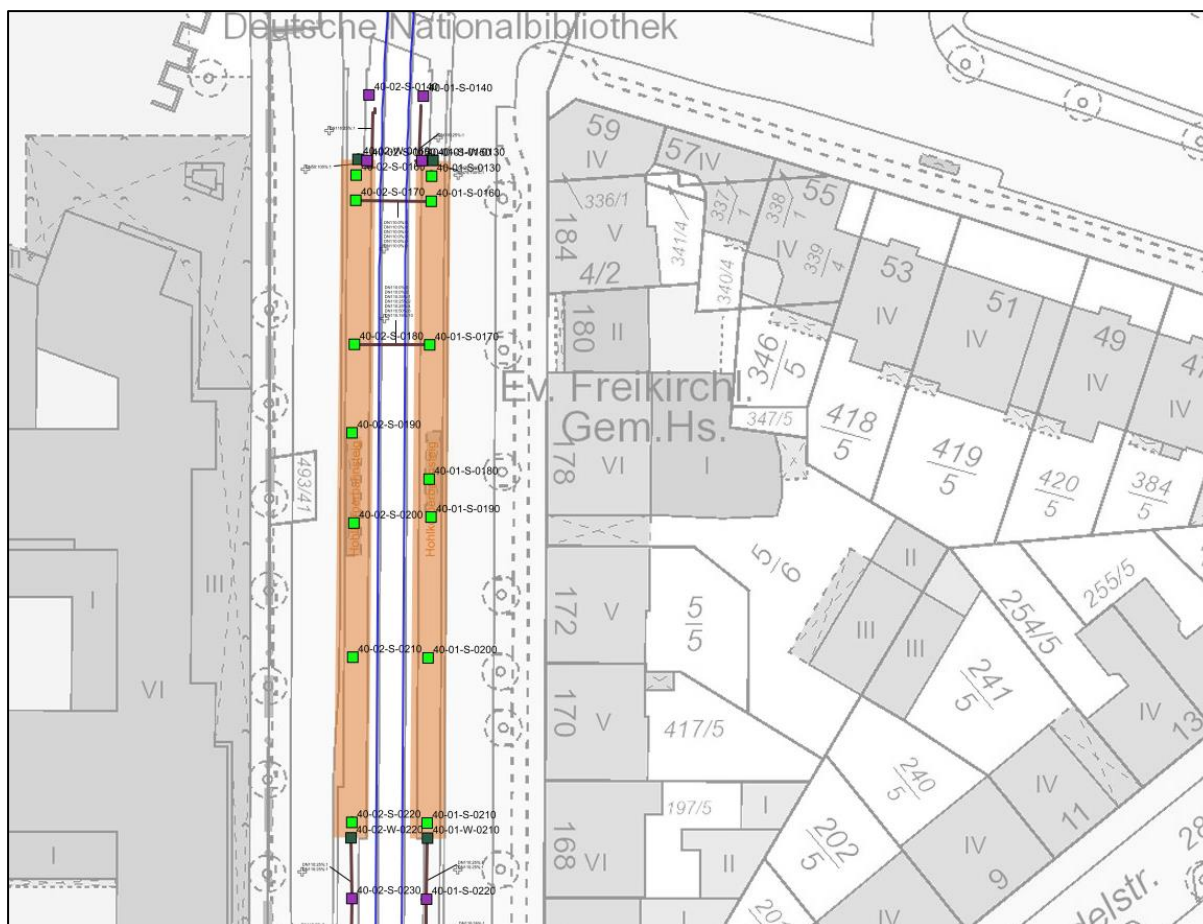 Deutsche Nationalbibliothek
40-02-S-0140
40-01-S-0140
59
IV
57
IV
55
40-02-S-0160
40-01-S-0130
40-02-S-0170
40-01-S-0160
336/1
184
V
4/2
341/4
337
1
338
1
IV
339
4
340/4
53
IV
51
IV
49
IV
47
IV
180
II
346
5
347/5
40-02-S-0180
40-01-S-0170
Ev. Freikirchl.
Gem.Hs.
418
5
419
5
420
5
384
5
40-02-S-0190
40-01-S-0180
178
VI
I
493/41
40-02-S-0200
40-01-S-0190
5/6
II
III
III
172
V
5
5
254/5
255/5
241
5
III
I
VI
40-02-S-0210
40-01-S-0200
170
V
417/5
240
5
IV
13
IV
11
197/5
I
202
5
IV
9
28
40-02-S-0220
40-01-S-0210
40-02-W-0220
40-01-W-0210
168
VI
II
I
40-02-S-0230
40-01-S-0220
I
IV
delstr.